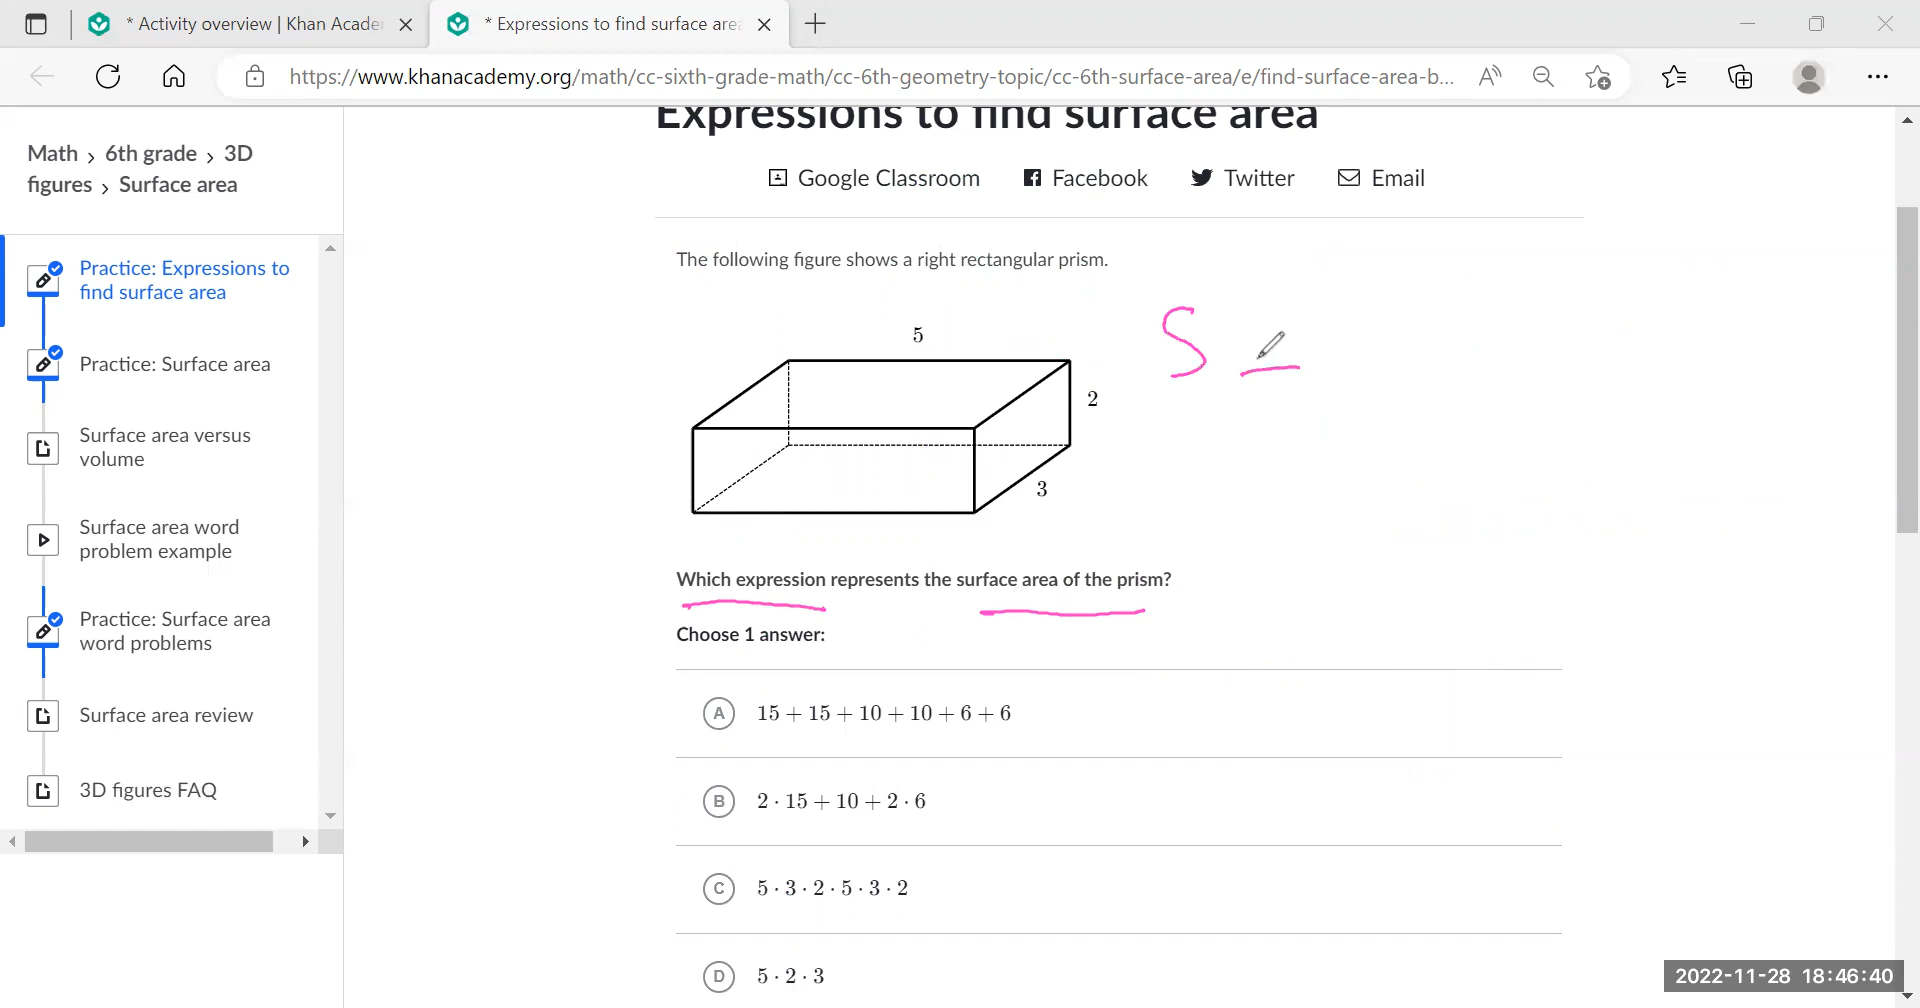 * Activity overview | Khan Acade
* Expressions to find surface area
https://www.khanacademy.org/math/cc-sixth-grade-math/cc-6th-geometry-topic/cc-6th-surface-area/e/find-surface-area-b...
Math › 6th grade › 3D
figures › Surface area
Practice: Expressions to
find surface area
Practice: Surface area
Surface area versus
volume
Surface area word
problem example
Practice: Surface area
word problems
Surface area review
3D figures FAQ
Expressions to find surface area
Google Classroom Facebook Twitter Email
The following figure shows a right rectangular prism.
5
S
2
3
Which expression represents the surface area of the prism?
Choose 1 answer:
A 15 + 15 + 10 + 10 + 6 + 6
B 2 · 15 + 10 + 2 · 6
C 5 · 3 · 2 · 5 · 3 · 2
D 5 · 2 · 3
2022-11-28 18:46:40